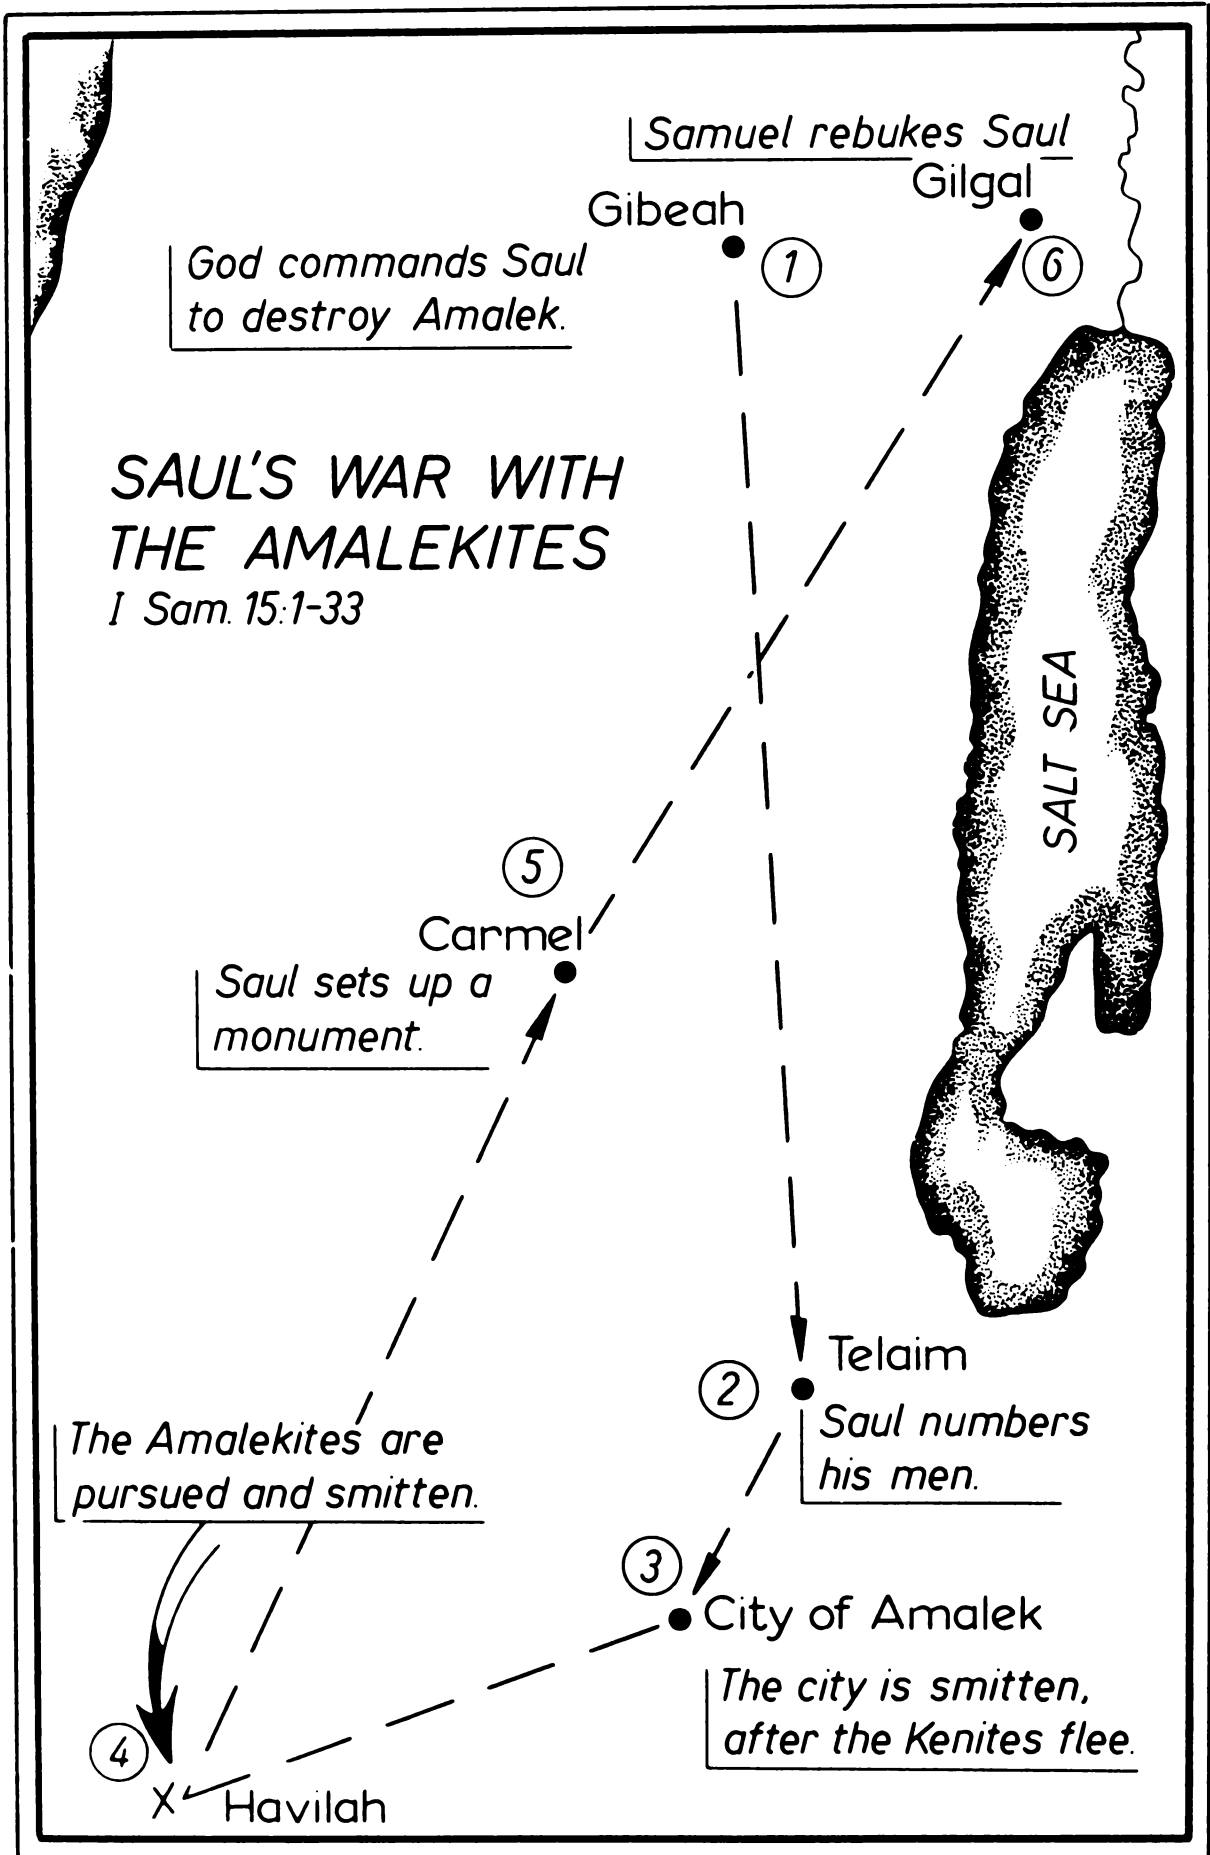 Samuel rebukes Saul
Gilgal
6
Gibeah
1
God commands Saul
to destroy Amalek.
SAUL'S WAR WITH
THE AMALEKITES
I Sam. 15:1-33
SALT SEA
5
Carmel
Saul sets up a
monument.
Telaim
2
Saul numbers
his men.
The Amalekites are
pursued and smitten.
3
City of Amalek
The city is smitten,
after the Kenites flee.
4
X Havilah